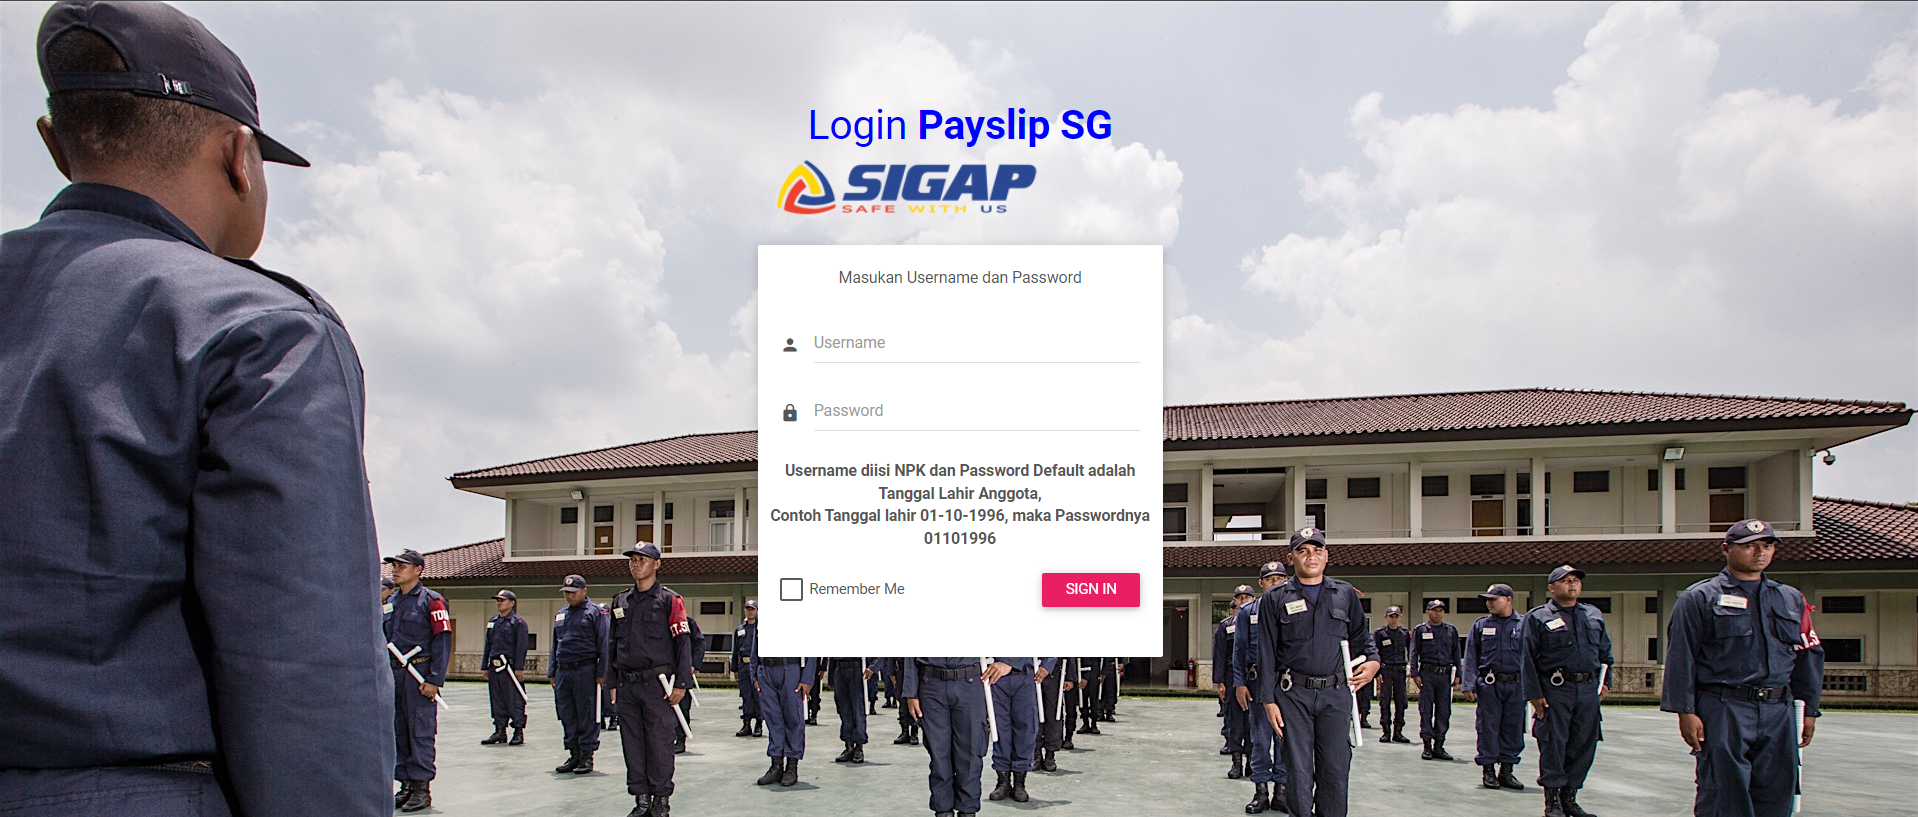 Login Payslip SG
SIGAP
SAFE WITH US
Masukan Username dan Password
Username
Password
Username diisi NPK dan Password Default adalah
Tanggal Lahir Anggota,
Contoh Tanggal lahir 01-10-1996, maka Passwordnya
01101996
Remember Me
SIGN IN